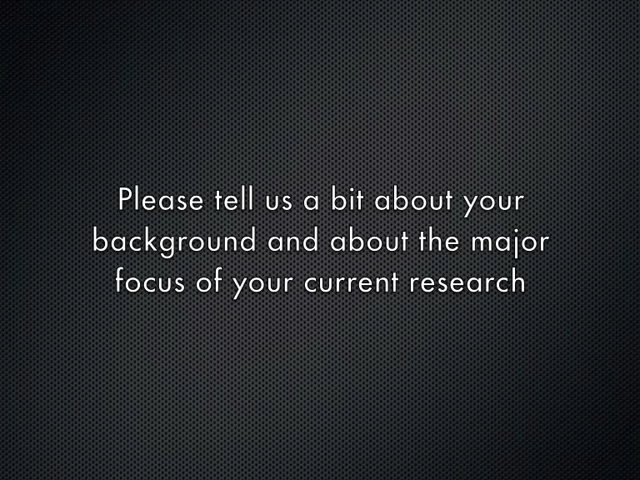 Please tell us a bit about your
background and about the major
focus of your current research